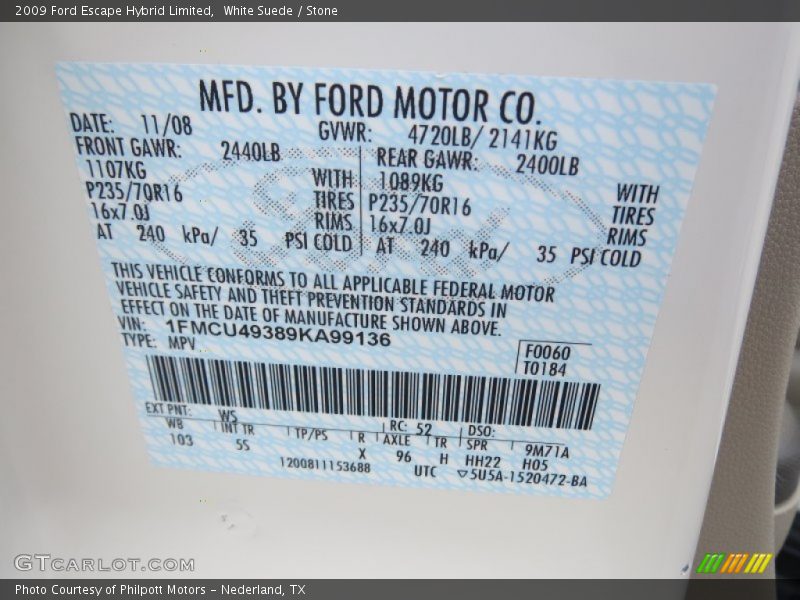 2009 Ford Escape Hybrid Limited,  White Suede / Stone
MFD. BY FORD MOTOR CO.
DATE: 11/08 GVWR: 4720LB/ 2141KG
FRONT GAWR: 2440LB REAR GAWR: 2400LB
1107KG WITH 1089KG WITH
P235/70R16 TIRES P235/70R16 TIRES
16x7.0J RIMS 16x7.0J RIMS
AT 240 kPa/ 35 PSI COLD AT 240 kPa/ 35 PSI COLD
THIS VEHICLE CONFORMS TO ALL APPLICABLE FEDERAL MOTOR
VEHICLE SAFETY AND THEFT PREVENTION STANDARDS IN
EFFECT ON THE DATE OF MANUFACTURE SHOWN ABOVE.
VIN: 1FMCU49389KA99136
TYPE: MPV
F0060
T0184
EXT PNT: WS RC: 52 DSO:
WB INT TR TP/PS R AXLE TR SPR 9M71A
103 5S X 96 H HH22 H05
1200811153688 UTC ▽5U5A-1520472-BA
GTCARLOT.COM
Photo Courtesy of Philpott Motors - Nederland, TX